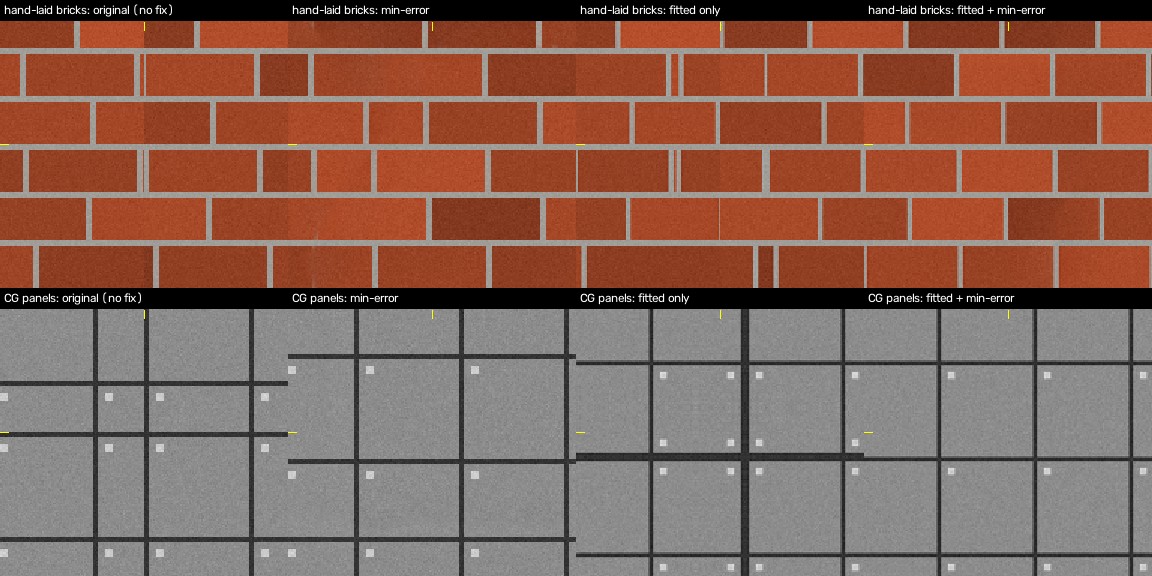 hand-laid bricks: original (no fix)
hand-laid bricks: min-error
hand-laid bricks: fitted only
hand-laid bricks: fitted + min-error
CG panels: original (no fix)
CG panels: min-error
CG panels: fitted only
CG panels: fitted + min-error